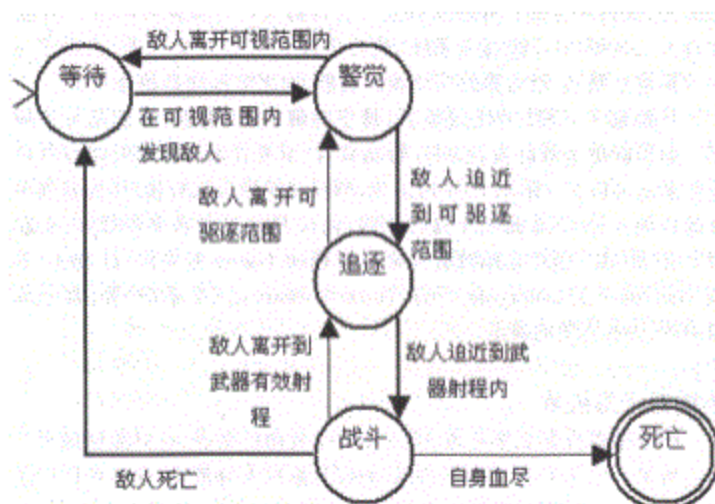 敌人离开可视范围内
等待
警觉
在可视范围内
发现敌人
敌人离开可
驱逐范围
敌人迫近
到可驱逐
范围
追逐
敌人离开到
武器有效射
程
敌人迫近到武
器射程内
战斗
死亡
敌人死亡
自身血尽